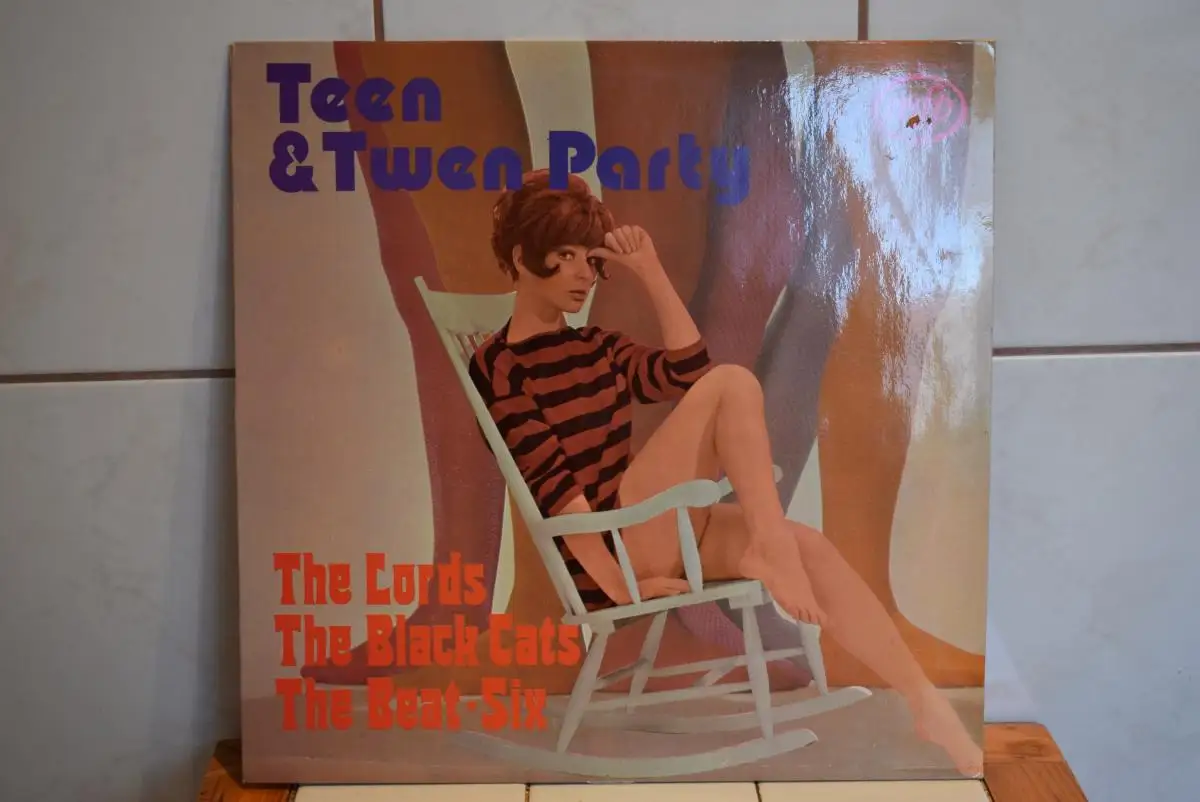 Teen
&Twen Party
The Lords
The Black Cats
The Beat-Six